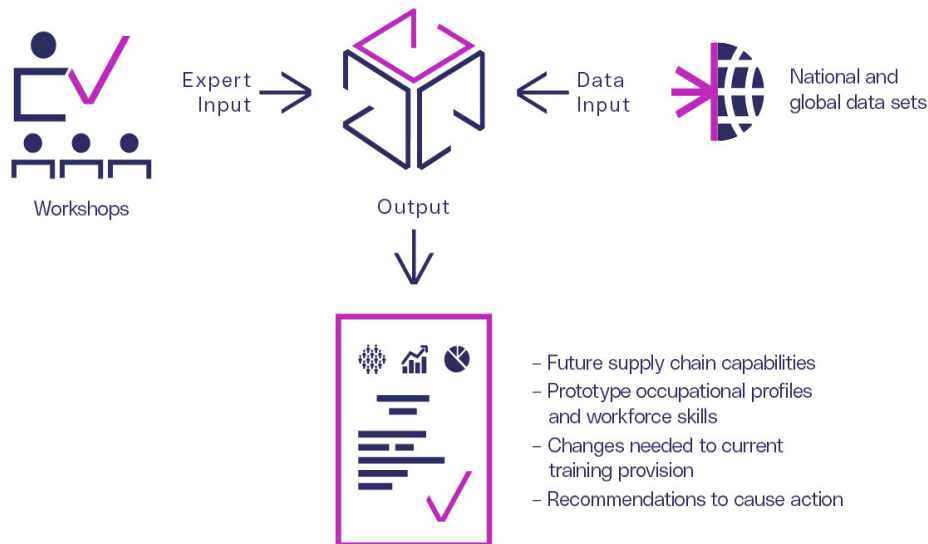 Expert
Input
Data
Input
National and
global data sets
Workshops
Output
– Future supply chain capabilities
– Prototype occupational profiles
and workforce skills
– Changes needed to current
training provision
– Recommendations to cause action